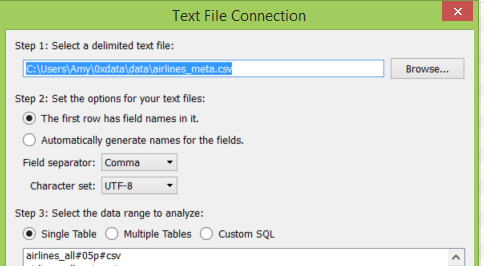 Text File Connection
Step 1: Select a delimited text file:
C:\Users\Amy\0xdata\data\airlines_meta.csv
Browse...
Step 2: Set the options for your text files:
The first row has field names in it.
Automatically generate names for the fields.
Field separator: Comma
Character set: UTF-8
Step 3: Select the data range to analyze:
Single Table Multiple Tables Custom SQL
airlines_all#05p#csv